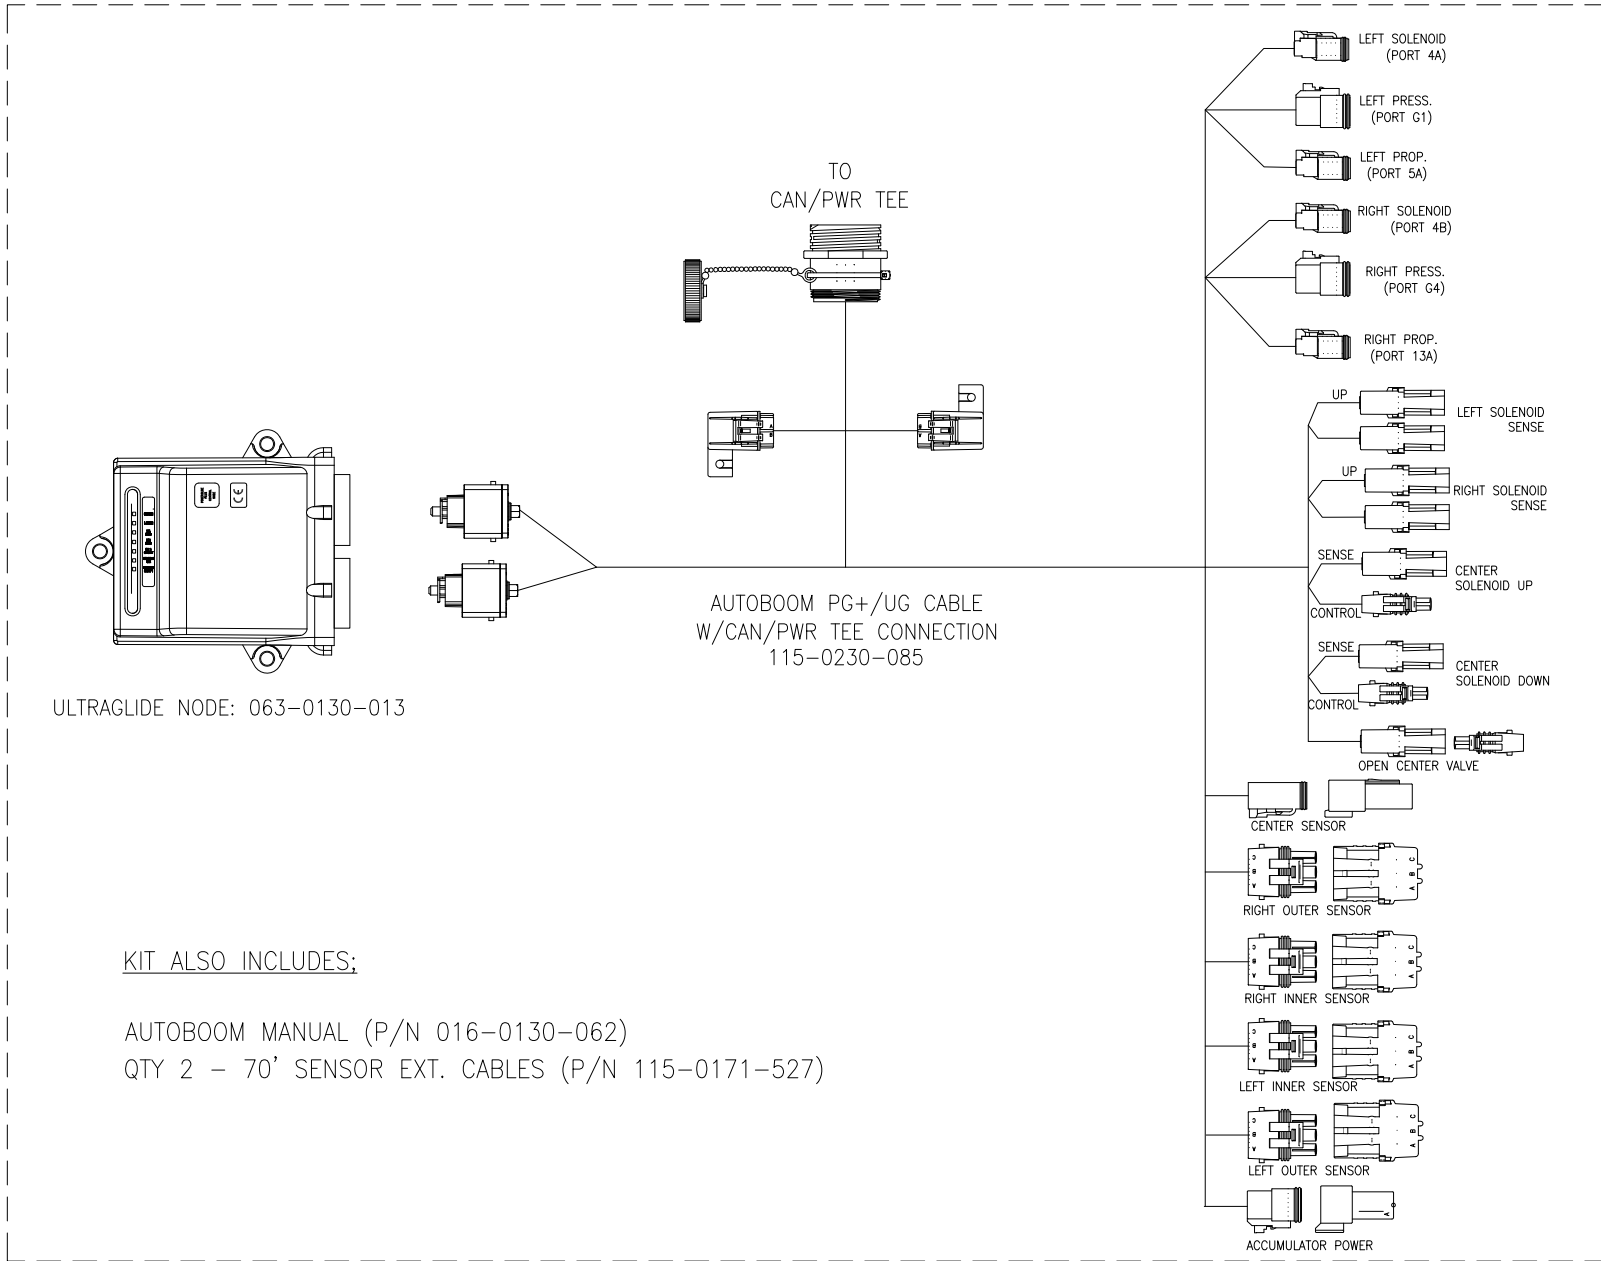 LEFT SOLENOID
(PORT 4A)
LEFT PRESS.
(PORT G1)
LEFT PROP.
(PORT 5A)
RIGHT SOLENOID
(PORT 4B)
RIGHT PRESS.
(PORT G4)
RIGHT PROP.
(PORT 13A)
TO
CAN/PWR TEE
UP
LEFT SOLENOID
SENSE
UP
RIGHT SOLENOID
SENSE
SENSE
CENTER
SOLENOID UP
CONTROL
SENSE
CENTER
SOLENOID DOWN
CONTROL
OPEN CENTER VALVE
AUTOBOOM PG+/UG CABLE
W/CAN/PWR TEE CONNECTION
115-0230-085
CE
ULTRAGLIDE NODE: 063-0130-013
CENTER SENSOR
C
B
A
C
B
A
RIGHT OUTER SENSOR
C
B
A
C
B
A
RIGHT INNER SENSOR
C
B
A
C
B
A
LEFT INNER SENSOR
C
B
A
C
B
A
LEFT OUTER SENSOR
A
ACCUMULATOR POWER
KIT ALSO INCLUDES;
AUTOBOOM MANUAL (P/N 016-0130-062)
QTY 2 - 70' SENSOR EXT. CABLES (P/N 115-0171-527)